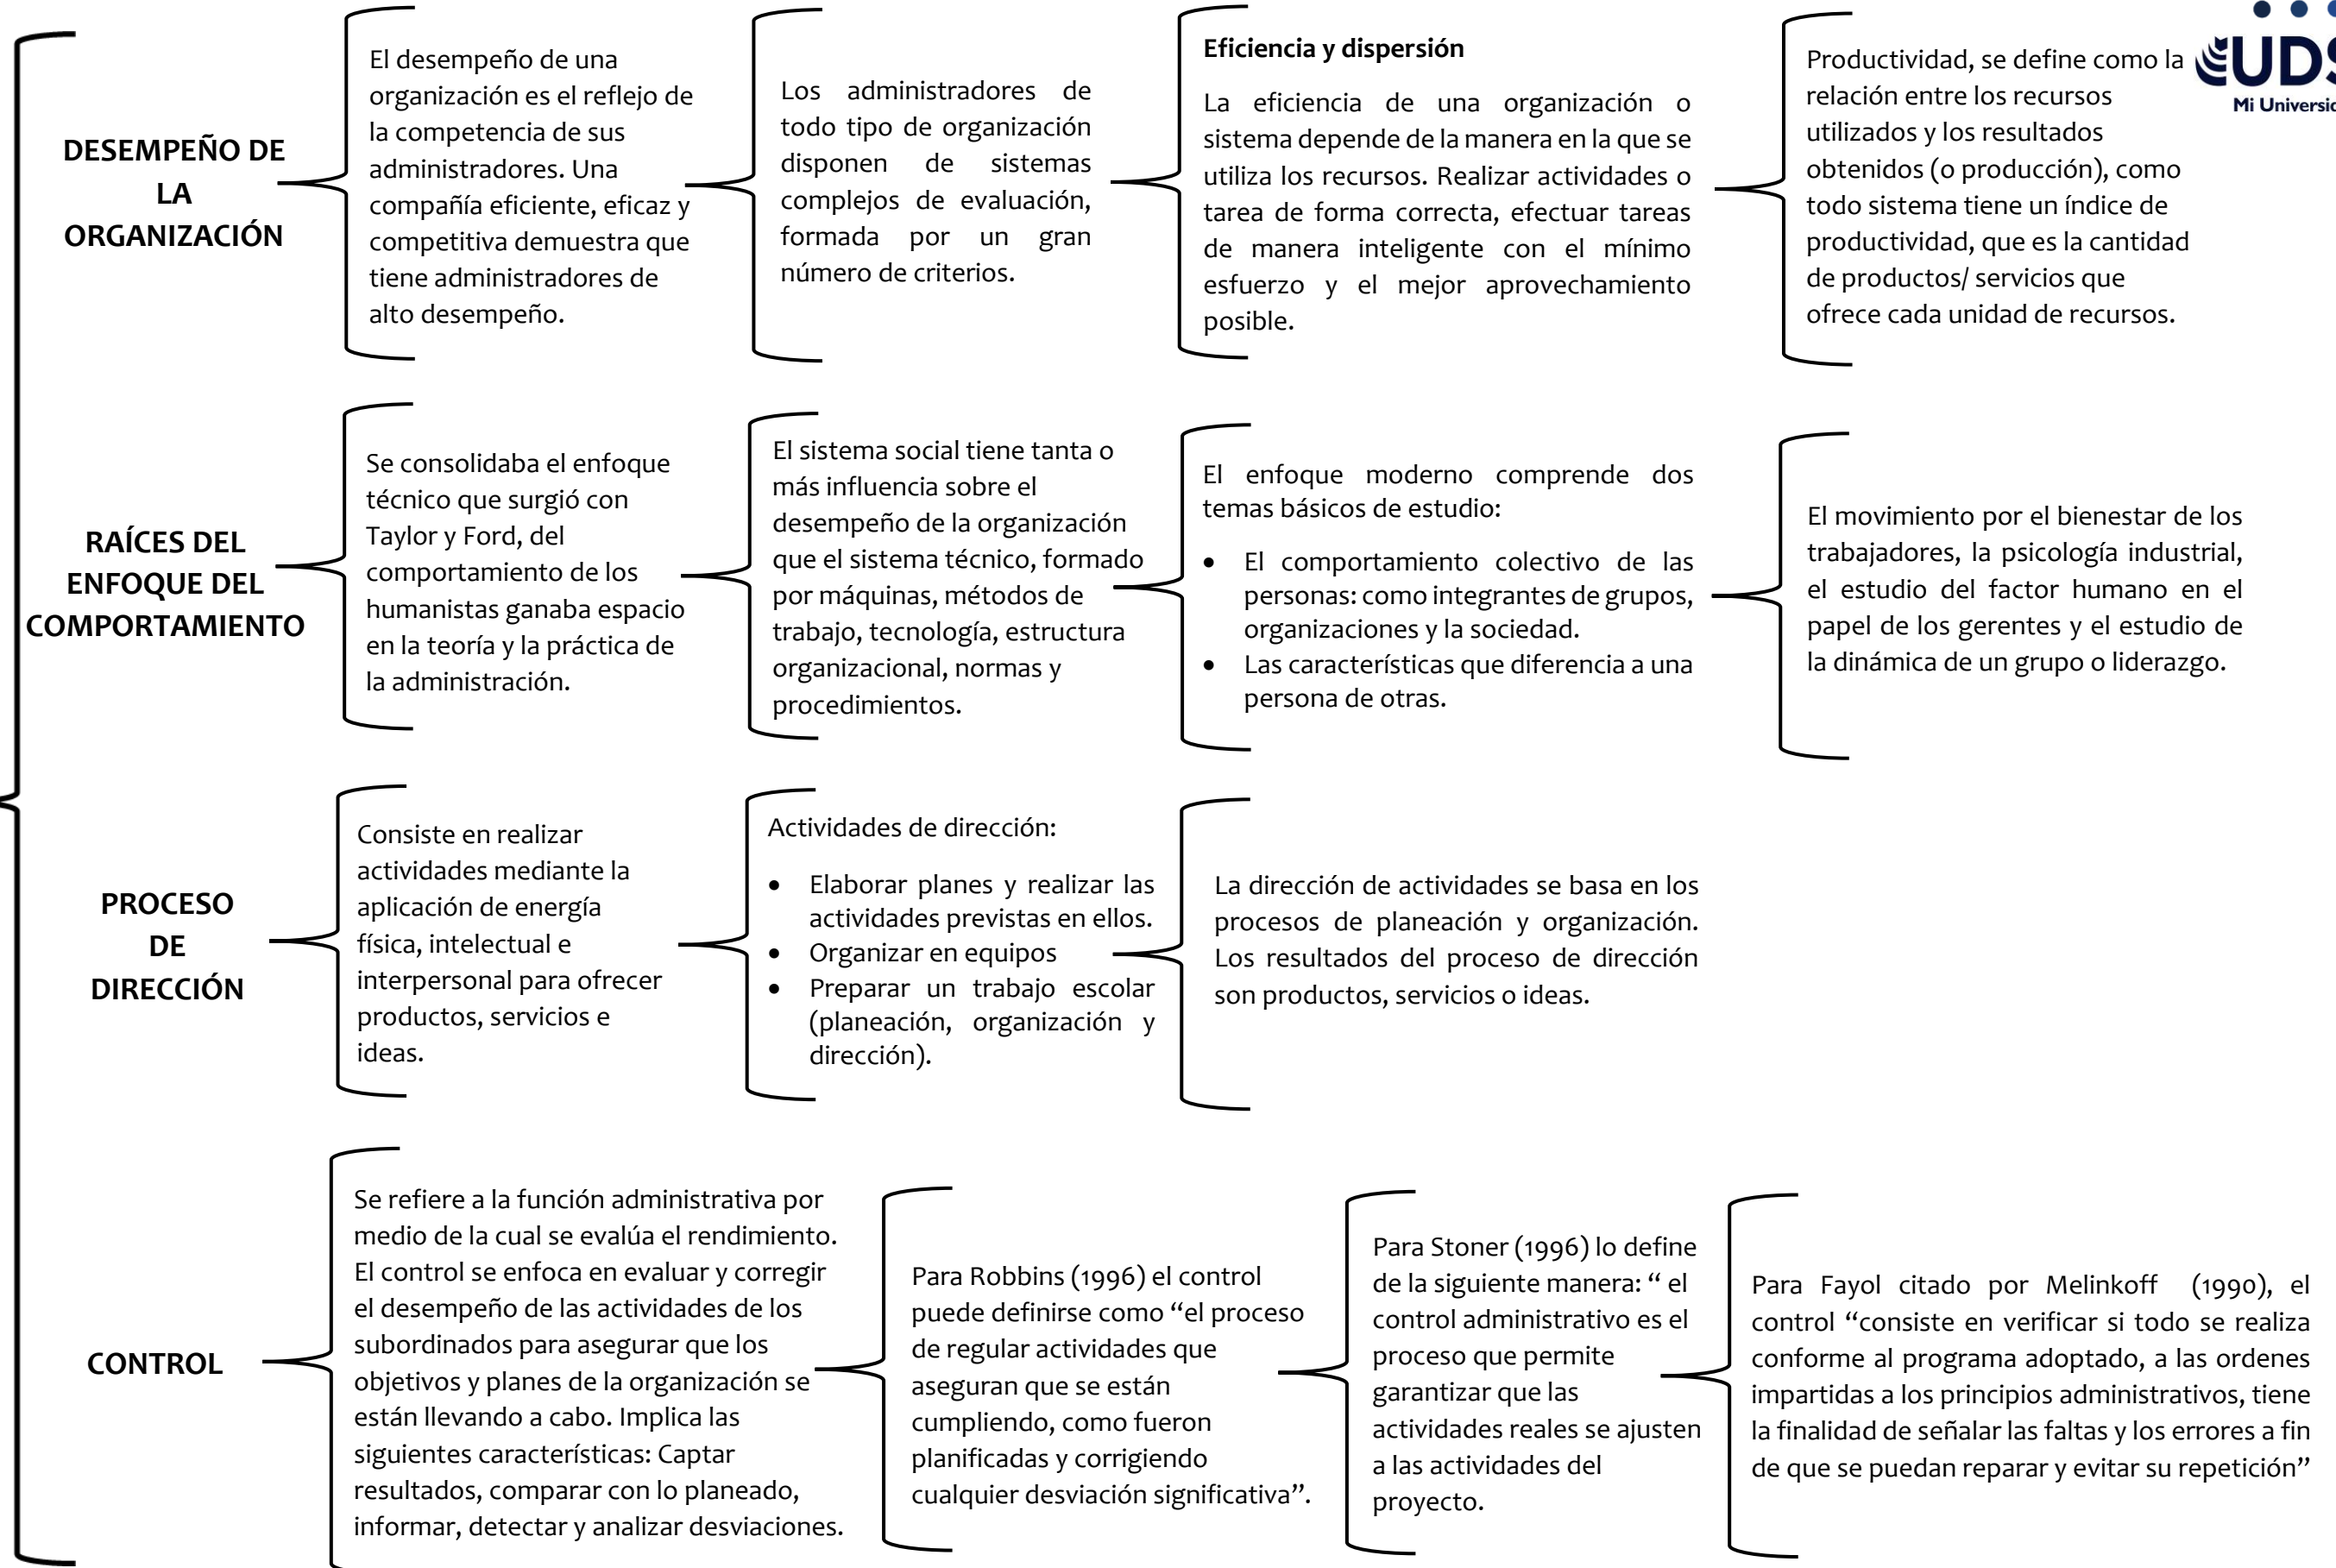 DESEMPEÑO DE
LA
ORGANIZACIÓN
El desempeño de una
organización es el reflejo de
la competencia de sus
administradores. Una
compañía eficiente, eficaz y
competitiva demuestra que
tiene administradores de
alto desempeño.
Los administradores de
todo tipo de organización
disponen de sistemas
complejos de evaluación,
formada por un gran
número de criterios.
Eficiencia y dispersión
La eficiencia de una organización o
sistema depende de la manera en la que se
utiliza los recursos. Realizar actividades o
tarea de forma correcta, efectuar tareas
de manera inteligente con el mínimo
esfuerzo y el mejor aprovechamiento
posible.
Productividad, se define como la
relación entre los recursos
utilizados y los resultados
obtenidos (o producción), como
todo sistema tiene un índice de
productividad, que es la cantidad
de productos/ servicios que
ofrece cada unidad de recursos.
UDS
Mi Universid
RAÍCES DEL
ENFOQUE DEL
COMPORTAMIENTO
Se consolidaba el enfoque
técnico que surgió con
Taylor y Ford, del
comportamiento de los
humanistas ganaba espacio
en la teoría y la práctica de
la administración.
El sistema social tiene tanta o
más influencia sobre el
desempeño de la organización
que el sistema técnico, formado
por máquinas, métodos de
trabajo, tecnología, estructura
organizacional, normas y
procedimientos.
El enfoque moderno comprende dos
temas básicos de estudio:
• El comportamiento colectivo de las
personas: como integrantes de grupos,
organizaciones y la sociedad.
• Las características que diferencia a una
persona de otras.
El movimiento por el bienestar de los
trabajadores, la psicología industrial,
el estudio del factor humano en el
papel de los gerentes y el estudio de
la dinámica de un grupo o liderazgo.
PROCESO
DE
DIRECCIÓN
Consiste en realizar
actividades mediante la
aplicación de energía
física, intelectual e
interpersonal para ofrecer
productos, servicios e
ideas.
Actividades de dirección:
• Elaborar planes y realizar las
actividades previstas en ellos.
• Organizar en equipos
• Preparar un trabajo escolar
(planeación, organización y
dirección).
La dirección de actividades se basa en los
procesos de planeación y organización.
Los resultados del proceso de dirección
son productos, servicios o ideas.
CONTROL
Se refiere a la función administrativa por
medio de la cual se evalúa el rendimiento.
El control se enfoca en evaluar y corregir
el desempeño de las actividades de los
subordinados para asegurar que los
objetivos y planes de la organización se
están llevando a cabo. Implica las
siguientes características: Captar
resultados, comparar con lo planeado,
informar, detectar y analizar desviaciones.
Para Robbins (1996) el control
puede definirse como “el proceso
de regular actividades que
aseguran que se están
cumpliendo, como fueron
planificadas y corrigiendo
cualquier desviación significativa”.
Para Stoner (1996) lo define
de la siguiente manera: “ el
control administrativo es el
proceso que permite
garantizar que las
actividades reales se ajusten
a las actividades del
proyecto.
Para Fayol citado por Melinkoff (1990), el
control “consiste en verificar si todo se realiza
conforme al programa adoptado, a las ordenes
impartidas a los principios administrativos, tiene
la finalidad de señalar las faltas y los errores a fin
de que se puedan reparar y evitar su repetición”